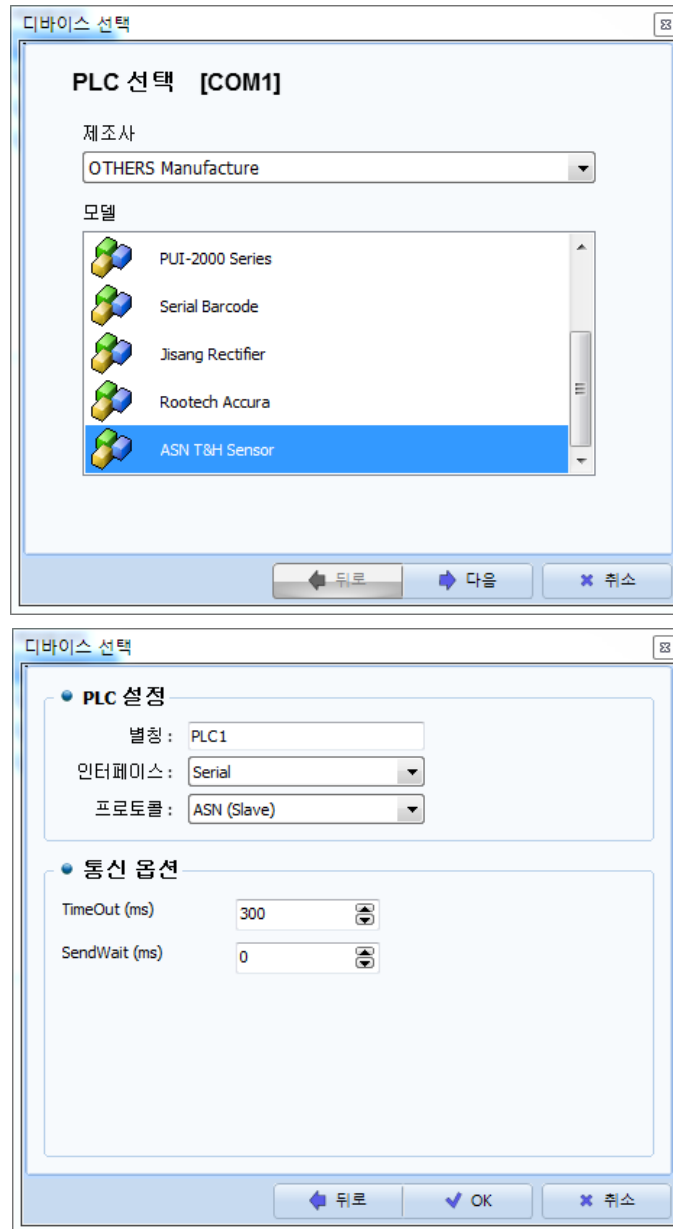 디바이스 선택
PLC 선택 [COM1]
제조사
OTHERS Manufacture
모델
PUI-2000 Series
Serial Barcode
Jisang Rectifier
Rootech Accura
ASN T&H Sensor
뒤로 다음 취소
디바이스 선택
PLC 설정
별칭 : PLC1
인터페이스 : Serial
프로토콜 : ASN (Slave)
통신 옵션
TimeOut (ms) 300
SendWait (ms) 0
뒤로 OK 취소